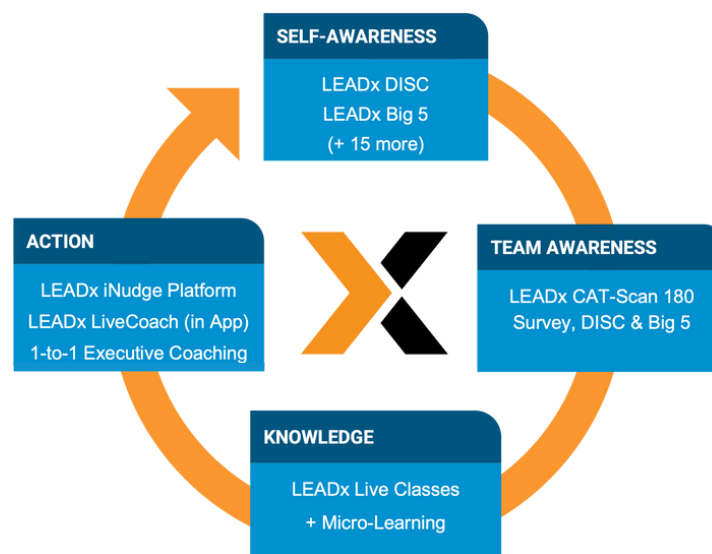 SELF-AWARENESS
LEADx DISC
LEADx Big 5
(+ 15 more)
TEAM AWARENESS
LEADx CAT-Scan 180
Survey, DISC & Big 5
KNOWLEDGE
LEADx Live Classes
+ Micro-Learning
ACTION
LEADx iNudge Platform
LEADx LiveCoach (in App)
1-to-1 Executive Coaching